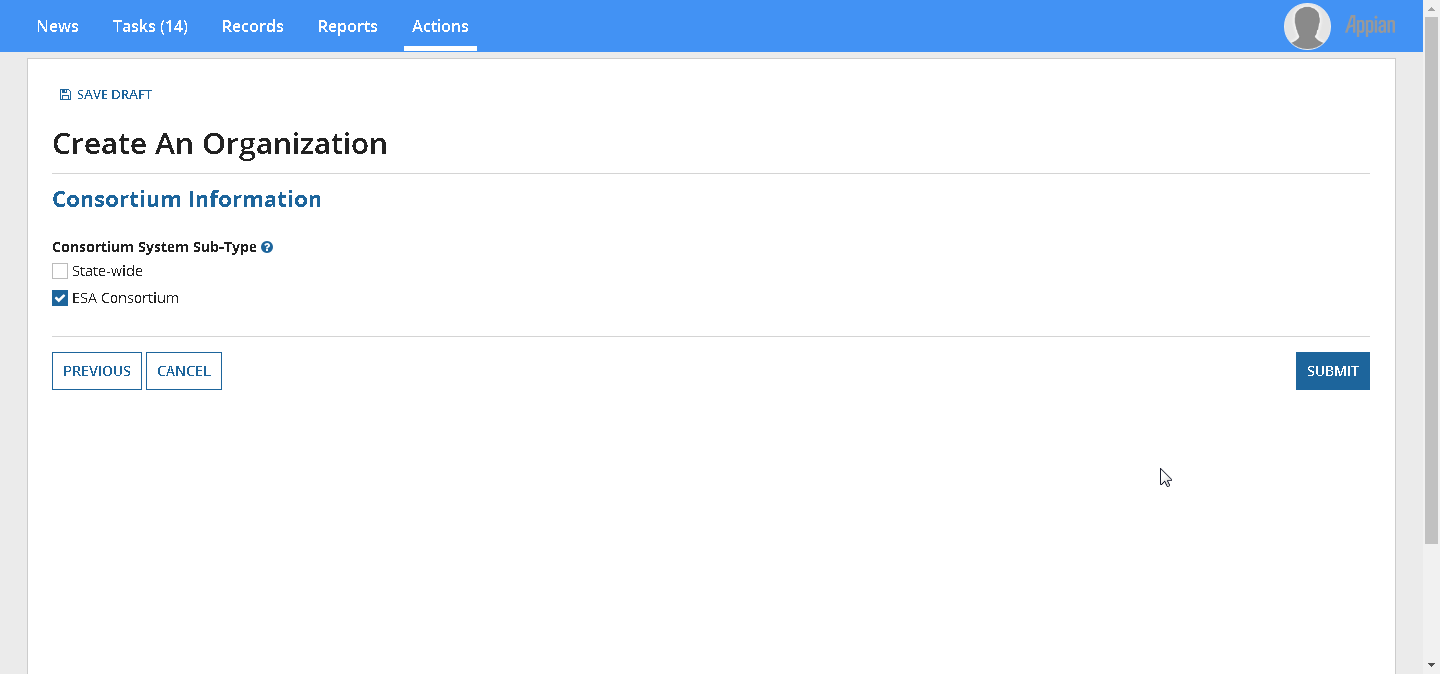 News Tasks (14) Records Reports Actions Appian
SAVE DRAFT
Create An Organization
Consortium Information
Consortium System Sub-Type ?
State-wide
ESA Consortium
PREVIOUS CANCEL SUBMIT